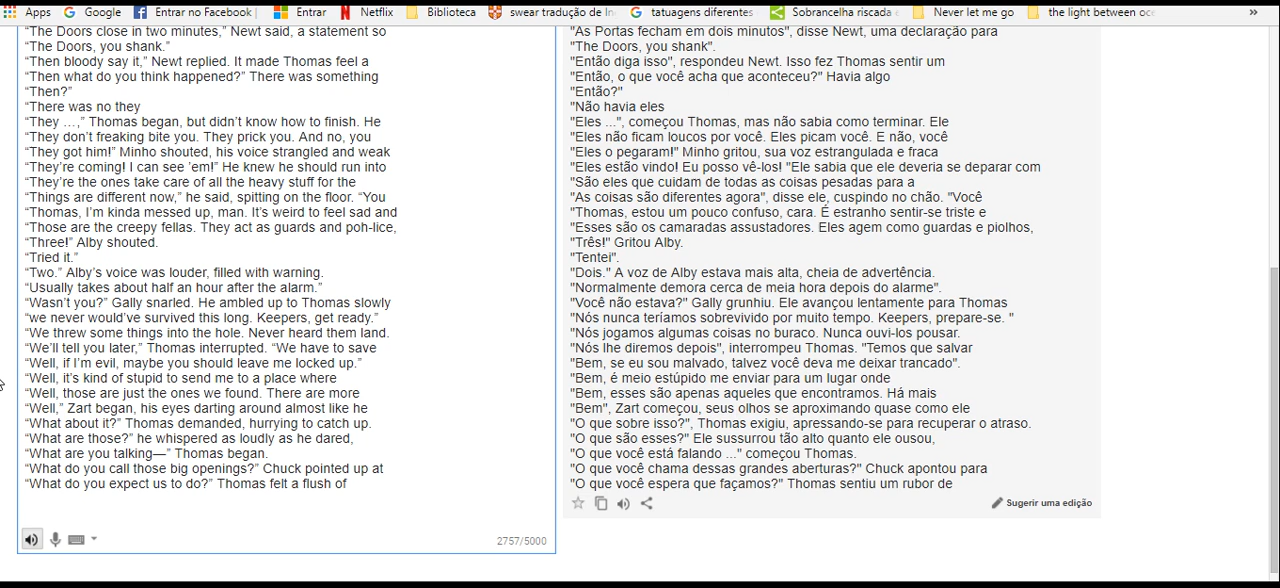 Apps Google Entrar no Facebook Entrar Netflix Biblioteca swear tradução de In tatuagens diferentes Sobrancelha riscada Never let me go the light between oce »
“The Doors close in two minutes,” Newt said, a statement so
“The Doors, you shank.”
“Then bloody say it,” Newt replied. It made Thomas feel a
“Then what do you think happened?” There was something
“Then?”
“There was no they
“They …,” Thomas began, but didn’t know how to finish. He
“They don’t freaking bite you. They prick you. And no, you
“They got him!” Minho shouted, his voice strangled and weak
“They’re coming! I can see ’em!” He knew he should run into
“They’re the ones take care of all the heavy stuff for the
“Things are different now,” he said, spitting on the floor. “You
“Thomas, I’m kinda messed up, man. It’s weird to feel sad and
“Those are the creepy fellas. They act as guards and poh-lice,
“Three!” Alby shouted.
“Tried it.”
“Two.” Alby’s voice was louder, filled with warning.
“Usually takes about half an hour after the alarm.”
“Wasn’t you?” Gally snarled. He ambled up to Thomas slowly
“we never would’ve survived this long. Keepers, get ready.”
“We threw some things into the hole. Never heard them land.
“We’ll tell you later,” Thomas interrupted. “We have to save
“Well, if I’m evil, maybe you should leave me locked up.”
“Well, it’s kind of stupid to send me to a place where
“Well, those are just the ones we found. There are more
“Well,” Zart began, his eyes darting around almost like he
“What about it?” Thomas demanded, hurrying to catch up.
“What are those?” he whispered as loudly as he dared,
“What are you talking—” Thomas began.
“What do you call those big openings?” Chuck pointed up at
“What do you expect us to do?” Thomas felt a flush of
2757/5000
"As Portas fecham em dois minutos", disse Newt, uma declaração para
"The Doors, you shank".
"Então diga isso", respondeu Newt. Isso fez Thomas sentir um
"Então, o que você acha que aconteceu?" Havia algo
"Então?"
"Não havia eles
"Eles ...", começou Thomas, mas não sabia como terminar. Ele
"Eles não ficam loucos por você. Eles picam você. E não, você
"Eles o pegaram!" Minho gritou, sua voz estrangulada e fraca
"Eles estão vindo! Eu posso vê-los! "Ele sabia que ele deveria se deparar com
"São eles que cuidam de todas as coisas pesadas para a
"As coisas são diferentes agora", disse ele, cuspindo no chão. "Você
"Thomas, estou um pouco confuso, cara. É estranho sentir-se triste e
"Esses são os camaradas assustadores. Eles agem como guardas e piolhos,
"Três!" Gritou Alby.
"Tentei".
"Dois." A voz de Alby estava mais alta, cheia de advertência.
"Normalmente demora cerca de meia hora depois do alarme".
"Você não estava?" Gally grunhiu. Ele avançou lentamente para Thomas
"Nós nunca teríamos sobrevivido por muito tempo. Keepers, prepare-se. "
"Nós jogamos algumas coisas no buraco. Nunca ouvi-los pousar.
"Nós lhe diremos depois", interrompeu Thomas. "Temos que salvar
"Bem, se eu sou malvado, talvez você deva me deixar trancado".
"Bem, é meio estúpido me enviar para um lugar onde
"Bem, esses são apenas aqueles que encontramos. Há mais
"Bem", Zart começou, seus olhos se aproximando quase como ele
"O que sobre isso?", Thomas exigiu, apressando-se para recuperar o atraso.
"O que são esses?" Ele sussurrou tão alto quanto ele ousou,
"O que você está falando ..." começou Thomas.
"O que você chama dessas grandes aberturas?" Chuck apontou para
"O que você espera que façamos?" Thomas sentiu um rubor de
Sugerir uma edição